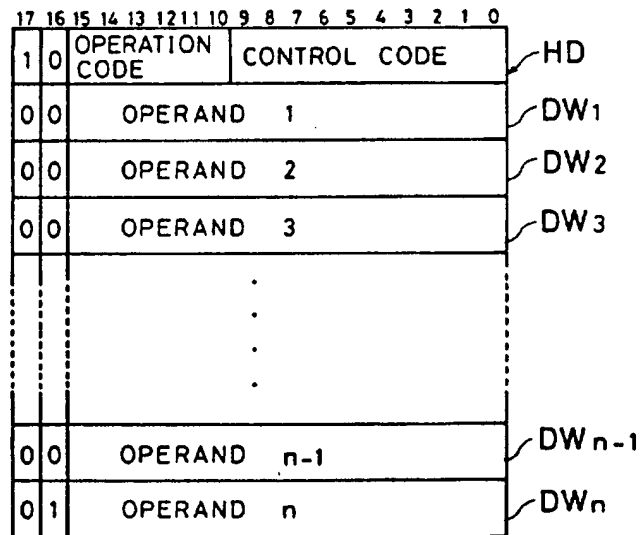 17 16 15 14 13 12 11 10 9 8 7 6 5 4 3 2 1 0
1 0 OPERATION CODE CONTROL CODE HD
0 0 OPERAND 1 DW1
0 0 OPERAND 2 DW2
0 0 OPERAND 3 DW3
0 0 OPERAND n-1 DWn-1
0 1 OPERAND n DWn